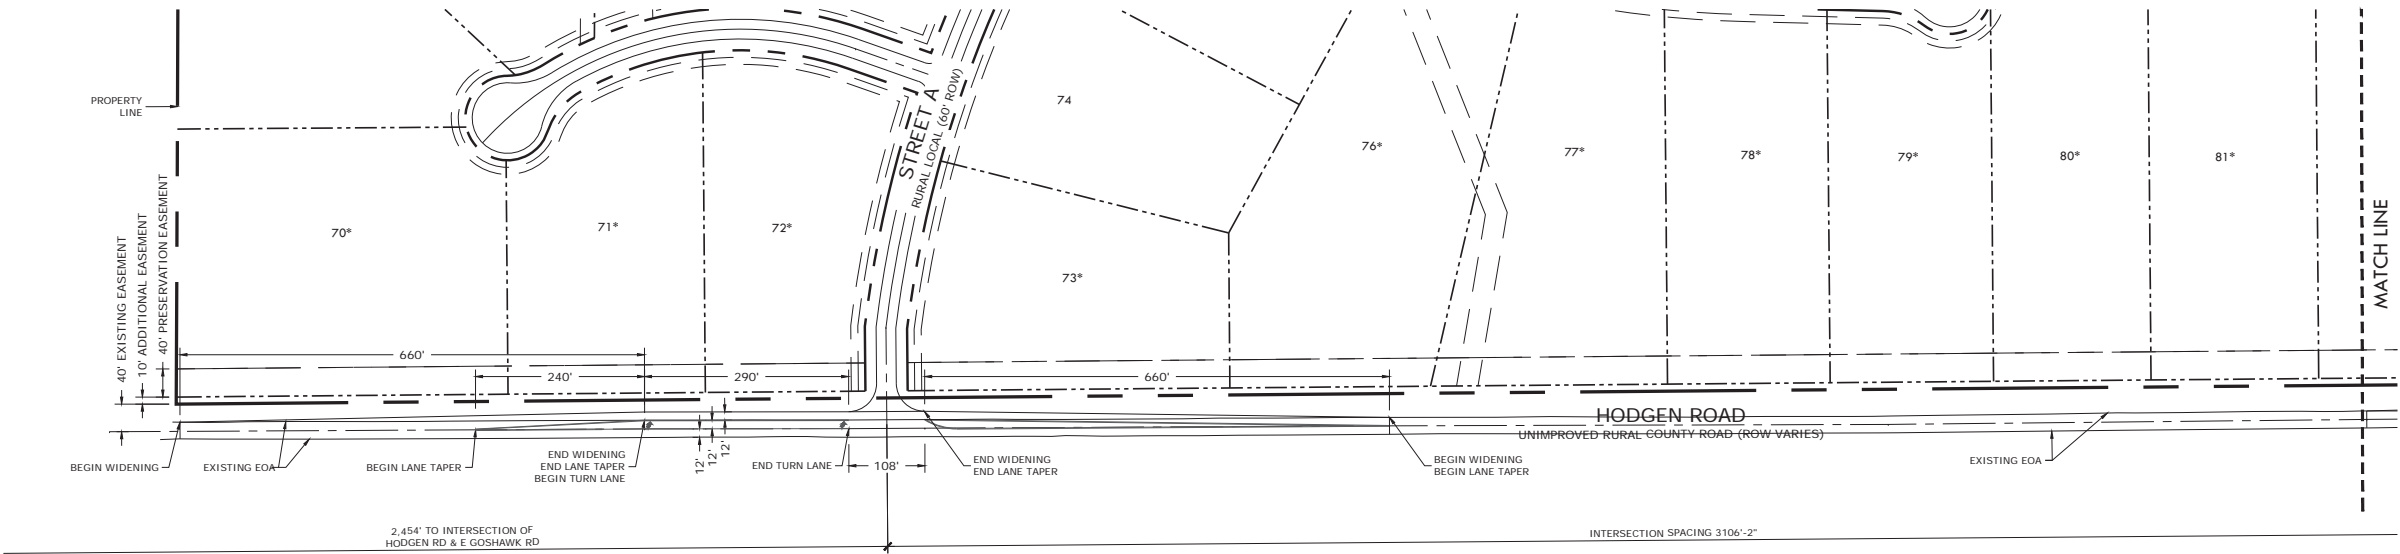 PROPERTY
LINE
STREET A
RURAL LOCAL (60' ROW)
74
76*
77*
78*
79*
80*
81*
70*
71*
72*
73*
MATCH LINE
40' EXISTING EASEMENT
10' ADDITIONAL EASEMENT
40' PRESERVATION EASEMENT
660'
240'
290'
660'
HODGEN ROAD
UNIMPROVED RURAL COUNTY ROAD (ROW VARIES)
BEGIN WIDENING
EXISTING EOA
BEGIN LANE TAPER
END WIDENING
END LANE TAPER
BEGIN TURN LANE
12'
12'
12'
END TURN LANE
108'
END WIDENING
END LANE TAPER
BEGIN WIDENING
BEGIN LANE TAPER
EXISTING EOA
2,454' TO INTERSECTION OF
HODGEN RD & E GOSHAWK RD
INTERSECTION SPACING 3106'-2"